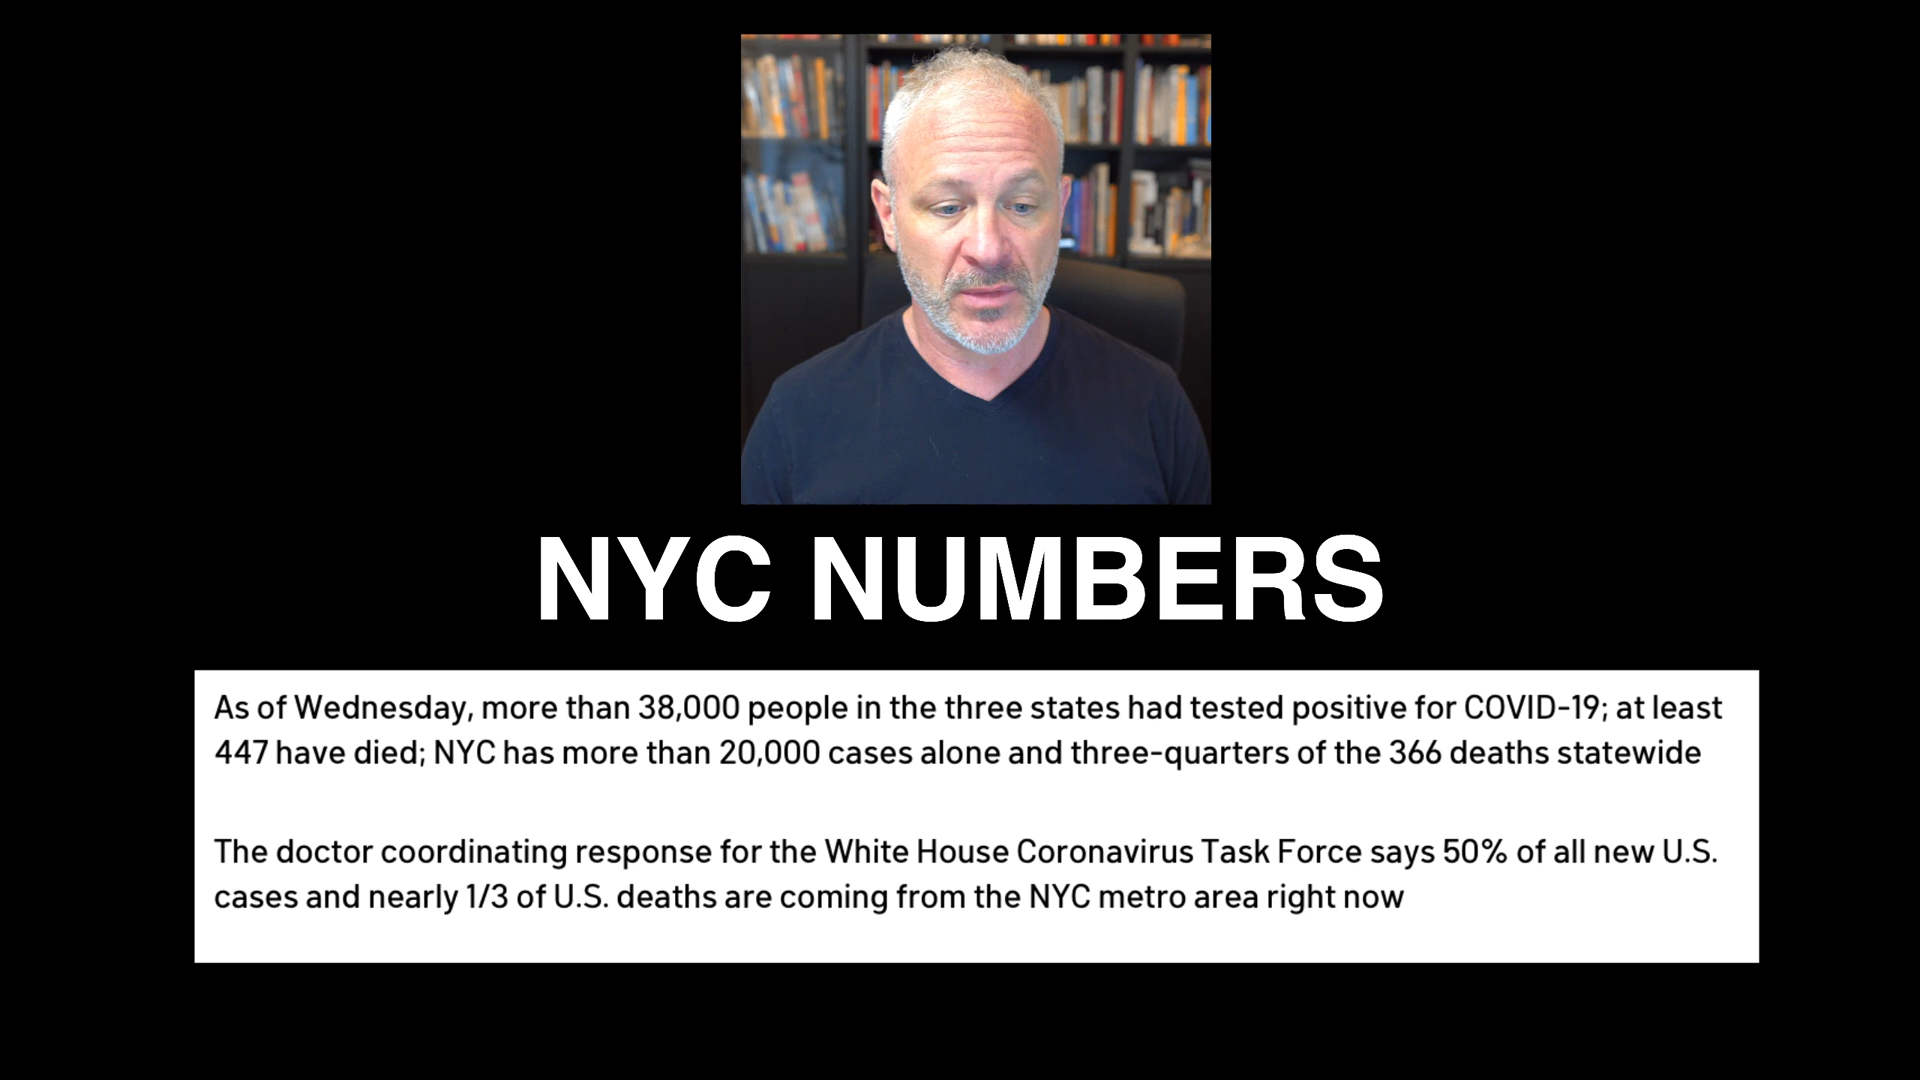 NYC NUMBERS
As of Wednesday, more than 38,000 people in the three states had tested positive for COVID-19; at least
447 have died; NYC has more than 20,000 cases alone and three-quarters of the 366 deaths statewide
The doctor coordinating response for the White House Coronavirus Task Force says 50% of all new U.S.
cases and nearly 1/3 of U.S. deaths are coming from the NYC metro area right now